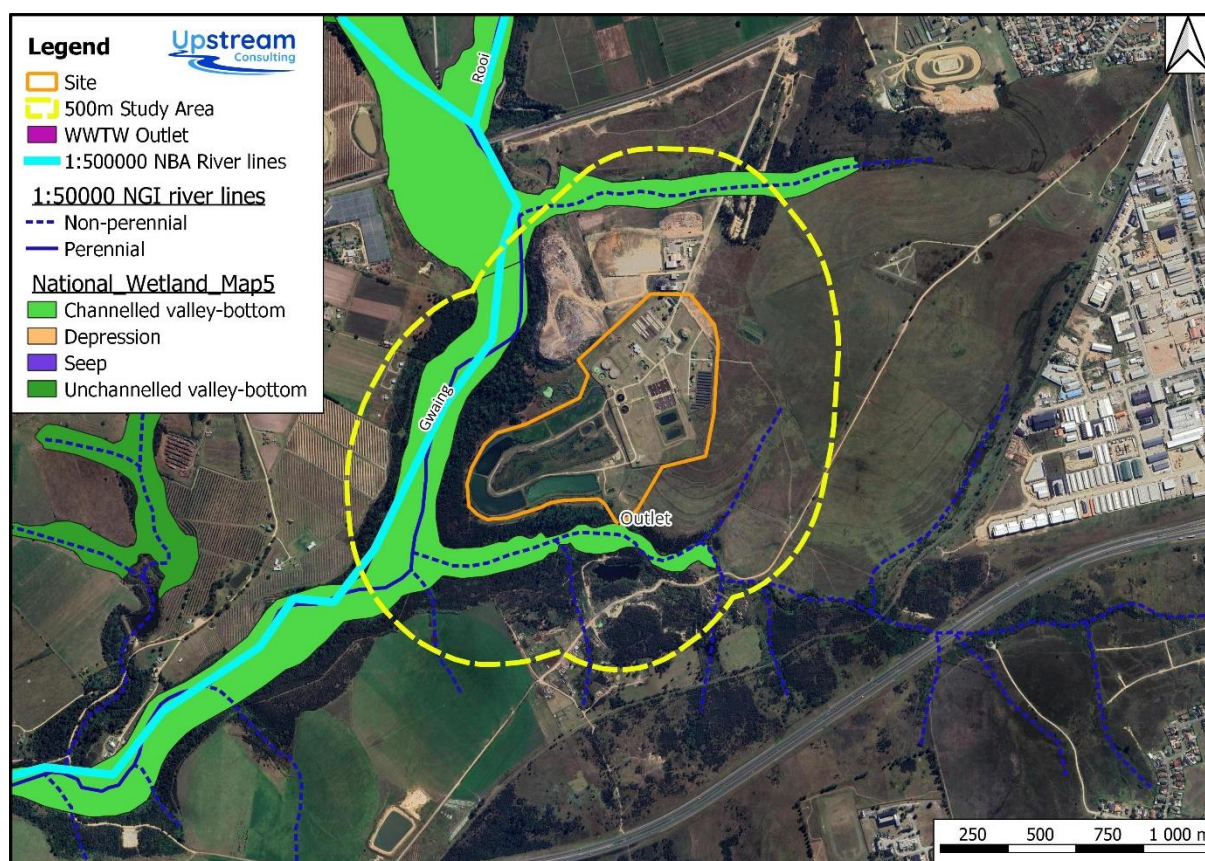 Legend
Upstream
Consulting
Site
500m Study Area
WWTW Outlet
1:500000 NBA River lines
1:50000 NGI river lines
Non-perennial
Perennial
National_Wetland_Map5
Channelled valley-bottom
Depression
Seep
Unchannelled valley-bottom
Rooi
Gwaing
Outlet
250 500 750 1 000 m